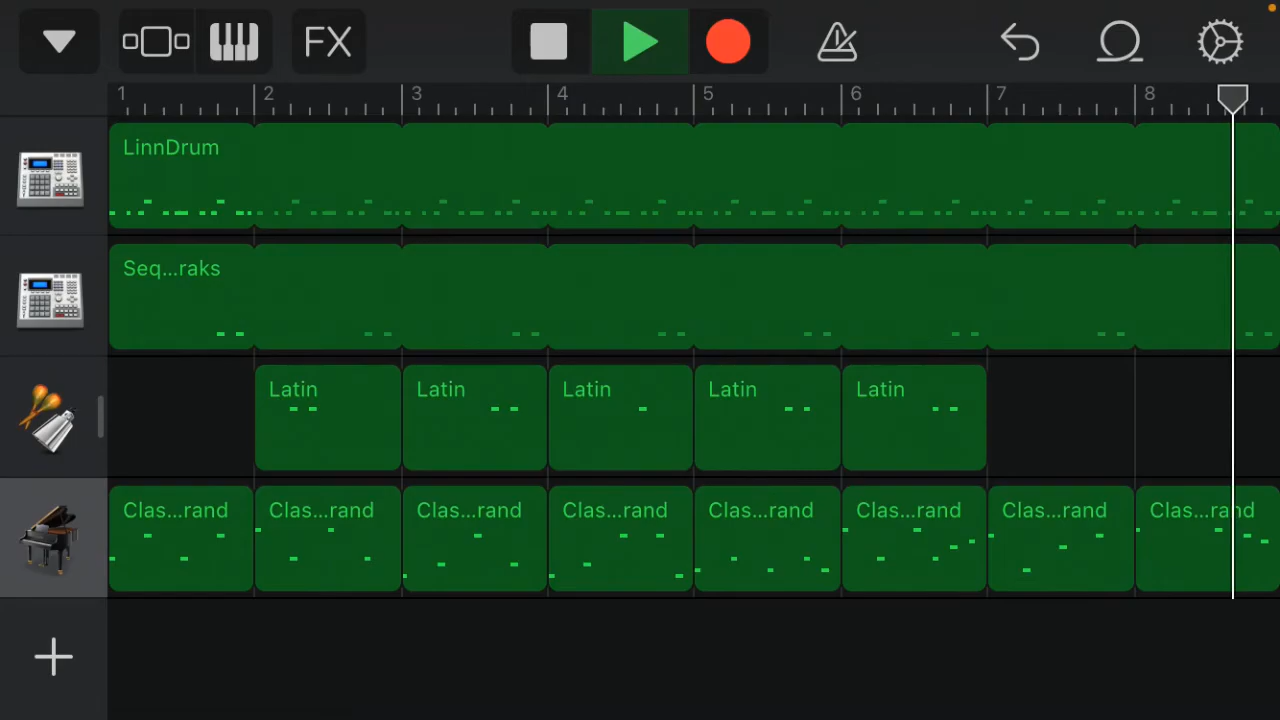 FX
1 2 3 4 5 6 7 8
LinnDrum
Seq...raks
Latin Latin Latin Latin Latin
Clas...rand Clas...rand Clas...rand Clas...rand Clas...rand Clas...rand Clas...rand Clas...rand